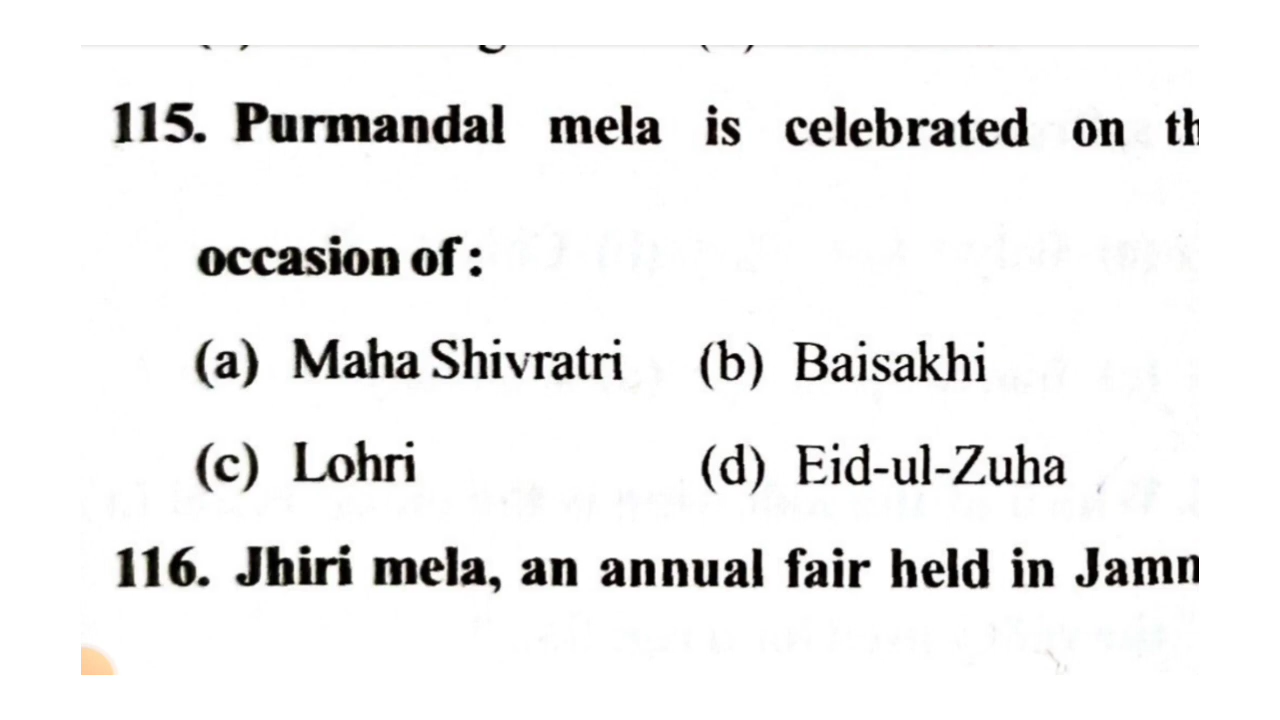 115. Purmandal mela is celebrated on th
occasion of :
(a) Maha Shivratri (b) Baisakhi
(c) Lohri (d) Eid-ul-Zuha
116. Jhiri mela, an annual fair held in Jamn